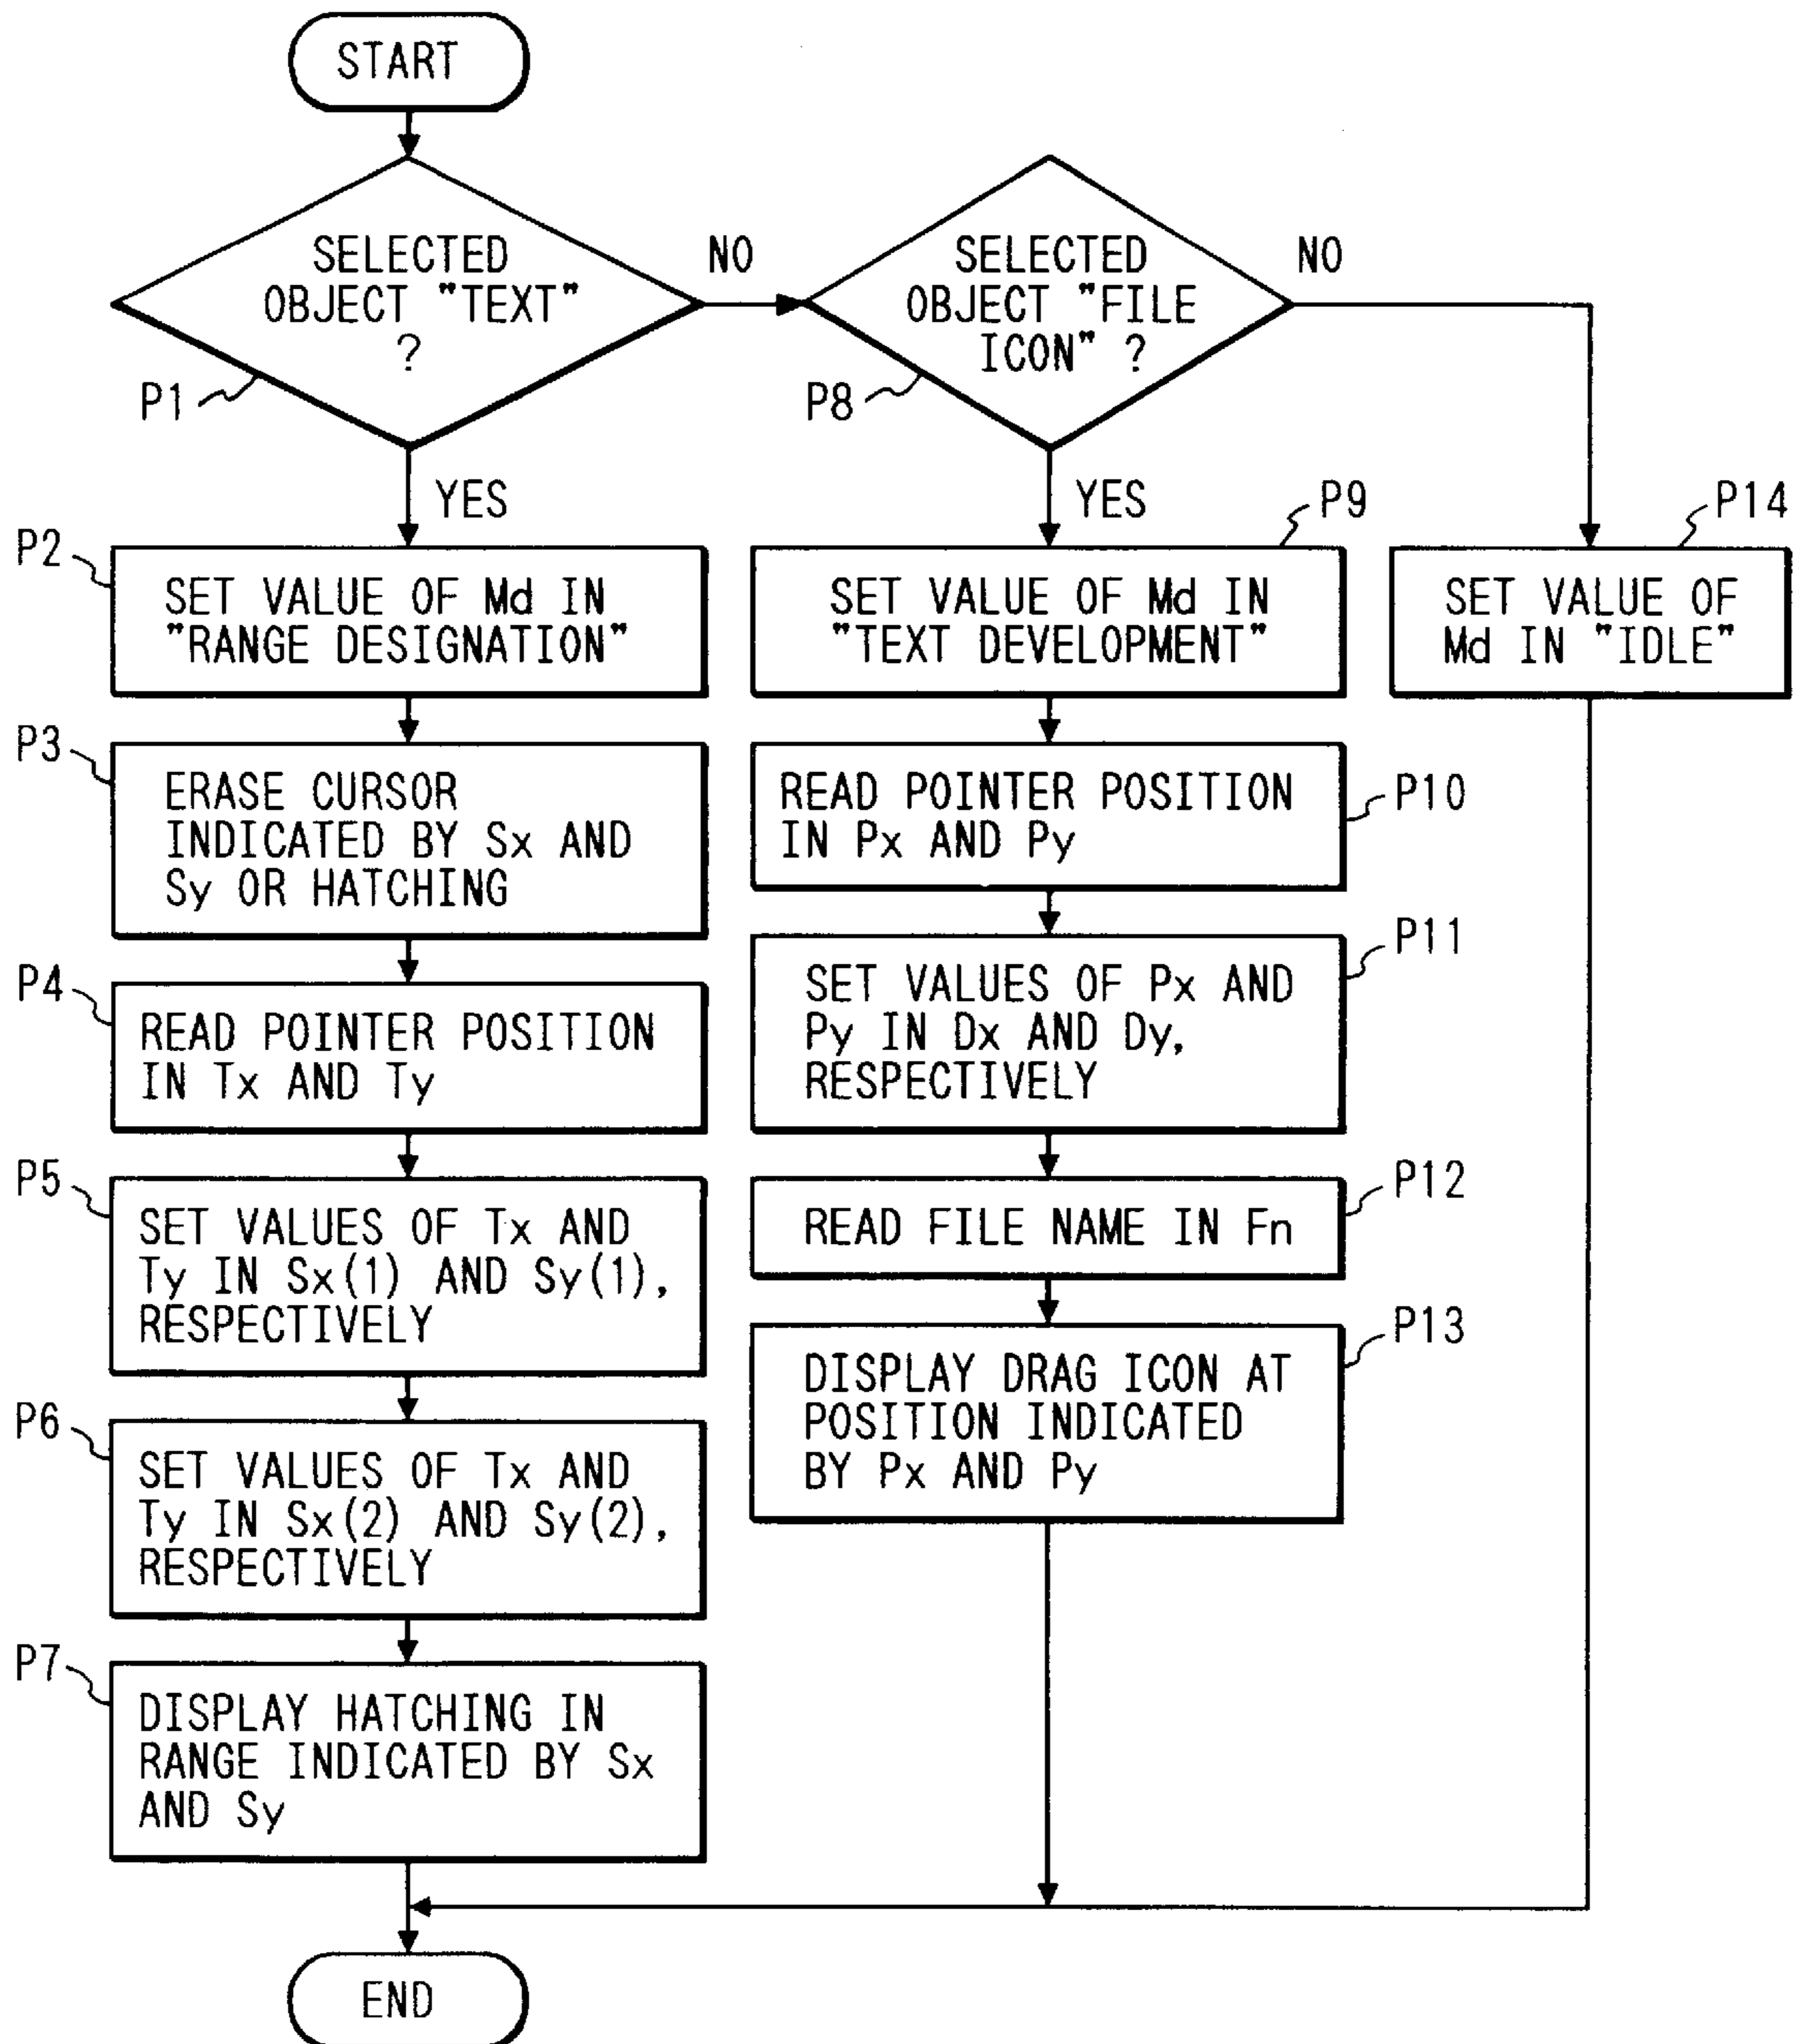 START
SELECTED
OBJECT "TEXT"
?
P1
NO
YES
SELECTED
OBJECT "FILE
ICON" ?
P8
NO
YES
P2
SET VALUE OF Md IN
"RANGE DESIGNATION"
P3
ERASE CURSOR
INDICATED BY Sx AND
Sy OR HATCHING
P4
READ POINTER POSITION
IN Tx AND Ty
P5
SET VALUES OF Tx AND
Ty IN Sx(1) AND Sy(1),
RESPECTIVELY
P6
SET VALUES OF Tx AND
Ty IN Sx(2) AND Sy(2),
RESPECTIVELY
P7
DISPLAY HATCHING IN
RANGE INDICATED BY Sx
AND Sy
P9
SET VALUE OF Md IN
"TEXT DEVELOPMENT"
P10
READ POINTER POSITION
IN Px AND Py
P11
SET VALUES OF Px AND
Py IN Dx AND Dy,
RESPECTIVELY
P12
READ FILE NAME IN Fn
P13
DISPLAY DRAG ICON AT
POSITION INDICATED
BY Px AND Py
P14
SET VALUE OF
Md IN "IDLE"
END